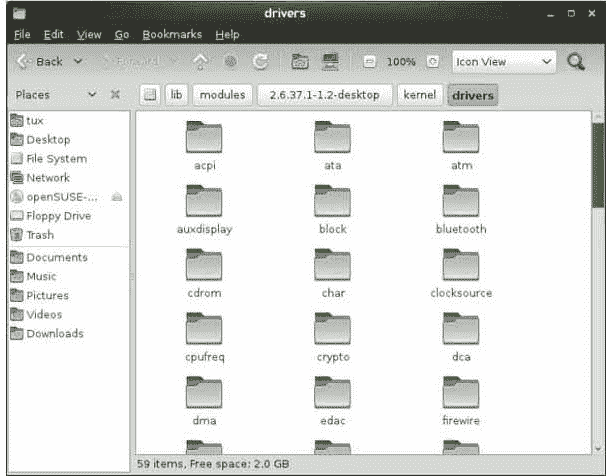 drivers
File Edit View Go Bookmarks Help
Back Forward 100% Icon View
Places lib modules 2.6.37.1-1.2-desktop kernel drivers
tux
Desktop
File System
Network
openSUSE-...
Floppy Drive
Trash
Documents
Music
Pictures
Videos
Downloads
acpi ata atm
auxdisplay block bluetooth
cdrom char clocksource
cpufreq crypto dca
dma edac firewire
59 items, Free space: 2.0 GB